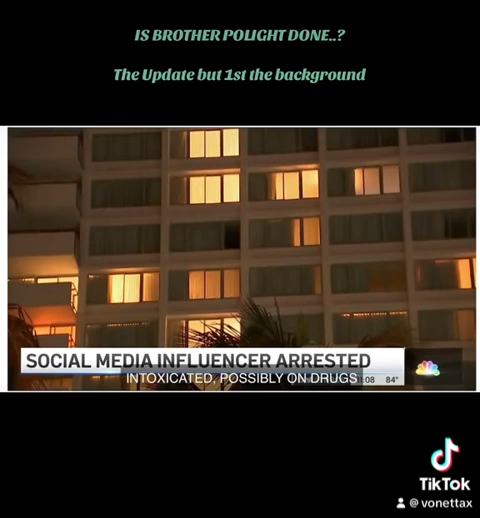 IS BROTHER POLIGHT DONE..?
The Update but 1st the background
SOCIAL MEDIA INFLUENCER ARRESTED
INTOXICATED, POSSIBLY ON DRUGS
:08 84°
TikTok
@vonettax